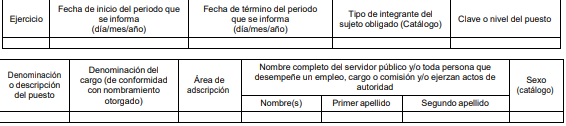 Ejercicio
Fecha de inicio del periodo que
se informa
(día/mes/año)
Fecha de término del periodo
que se informa
(día/mes/año)
Tipo de integrante del
sujeto obligado (Catálogo)
Clave o nivel del puesto
Denominación
o descripción
del puesto
Denominación del
cargo (de conformidad
con nombramiento
otorgado)
Área de
adscripción
Nombre completo del servidor público y/o toda persona que
desempeñe un empleo, cargo o comisión y/o ejerzan actos de
autoridad
Nombre(s)
Primer apellido
Segundo apellido
Sexo
(catálogo)